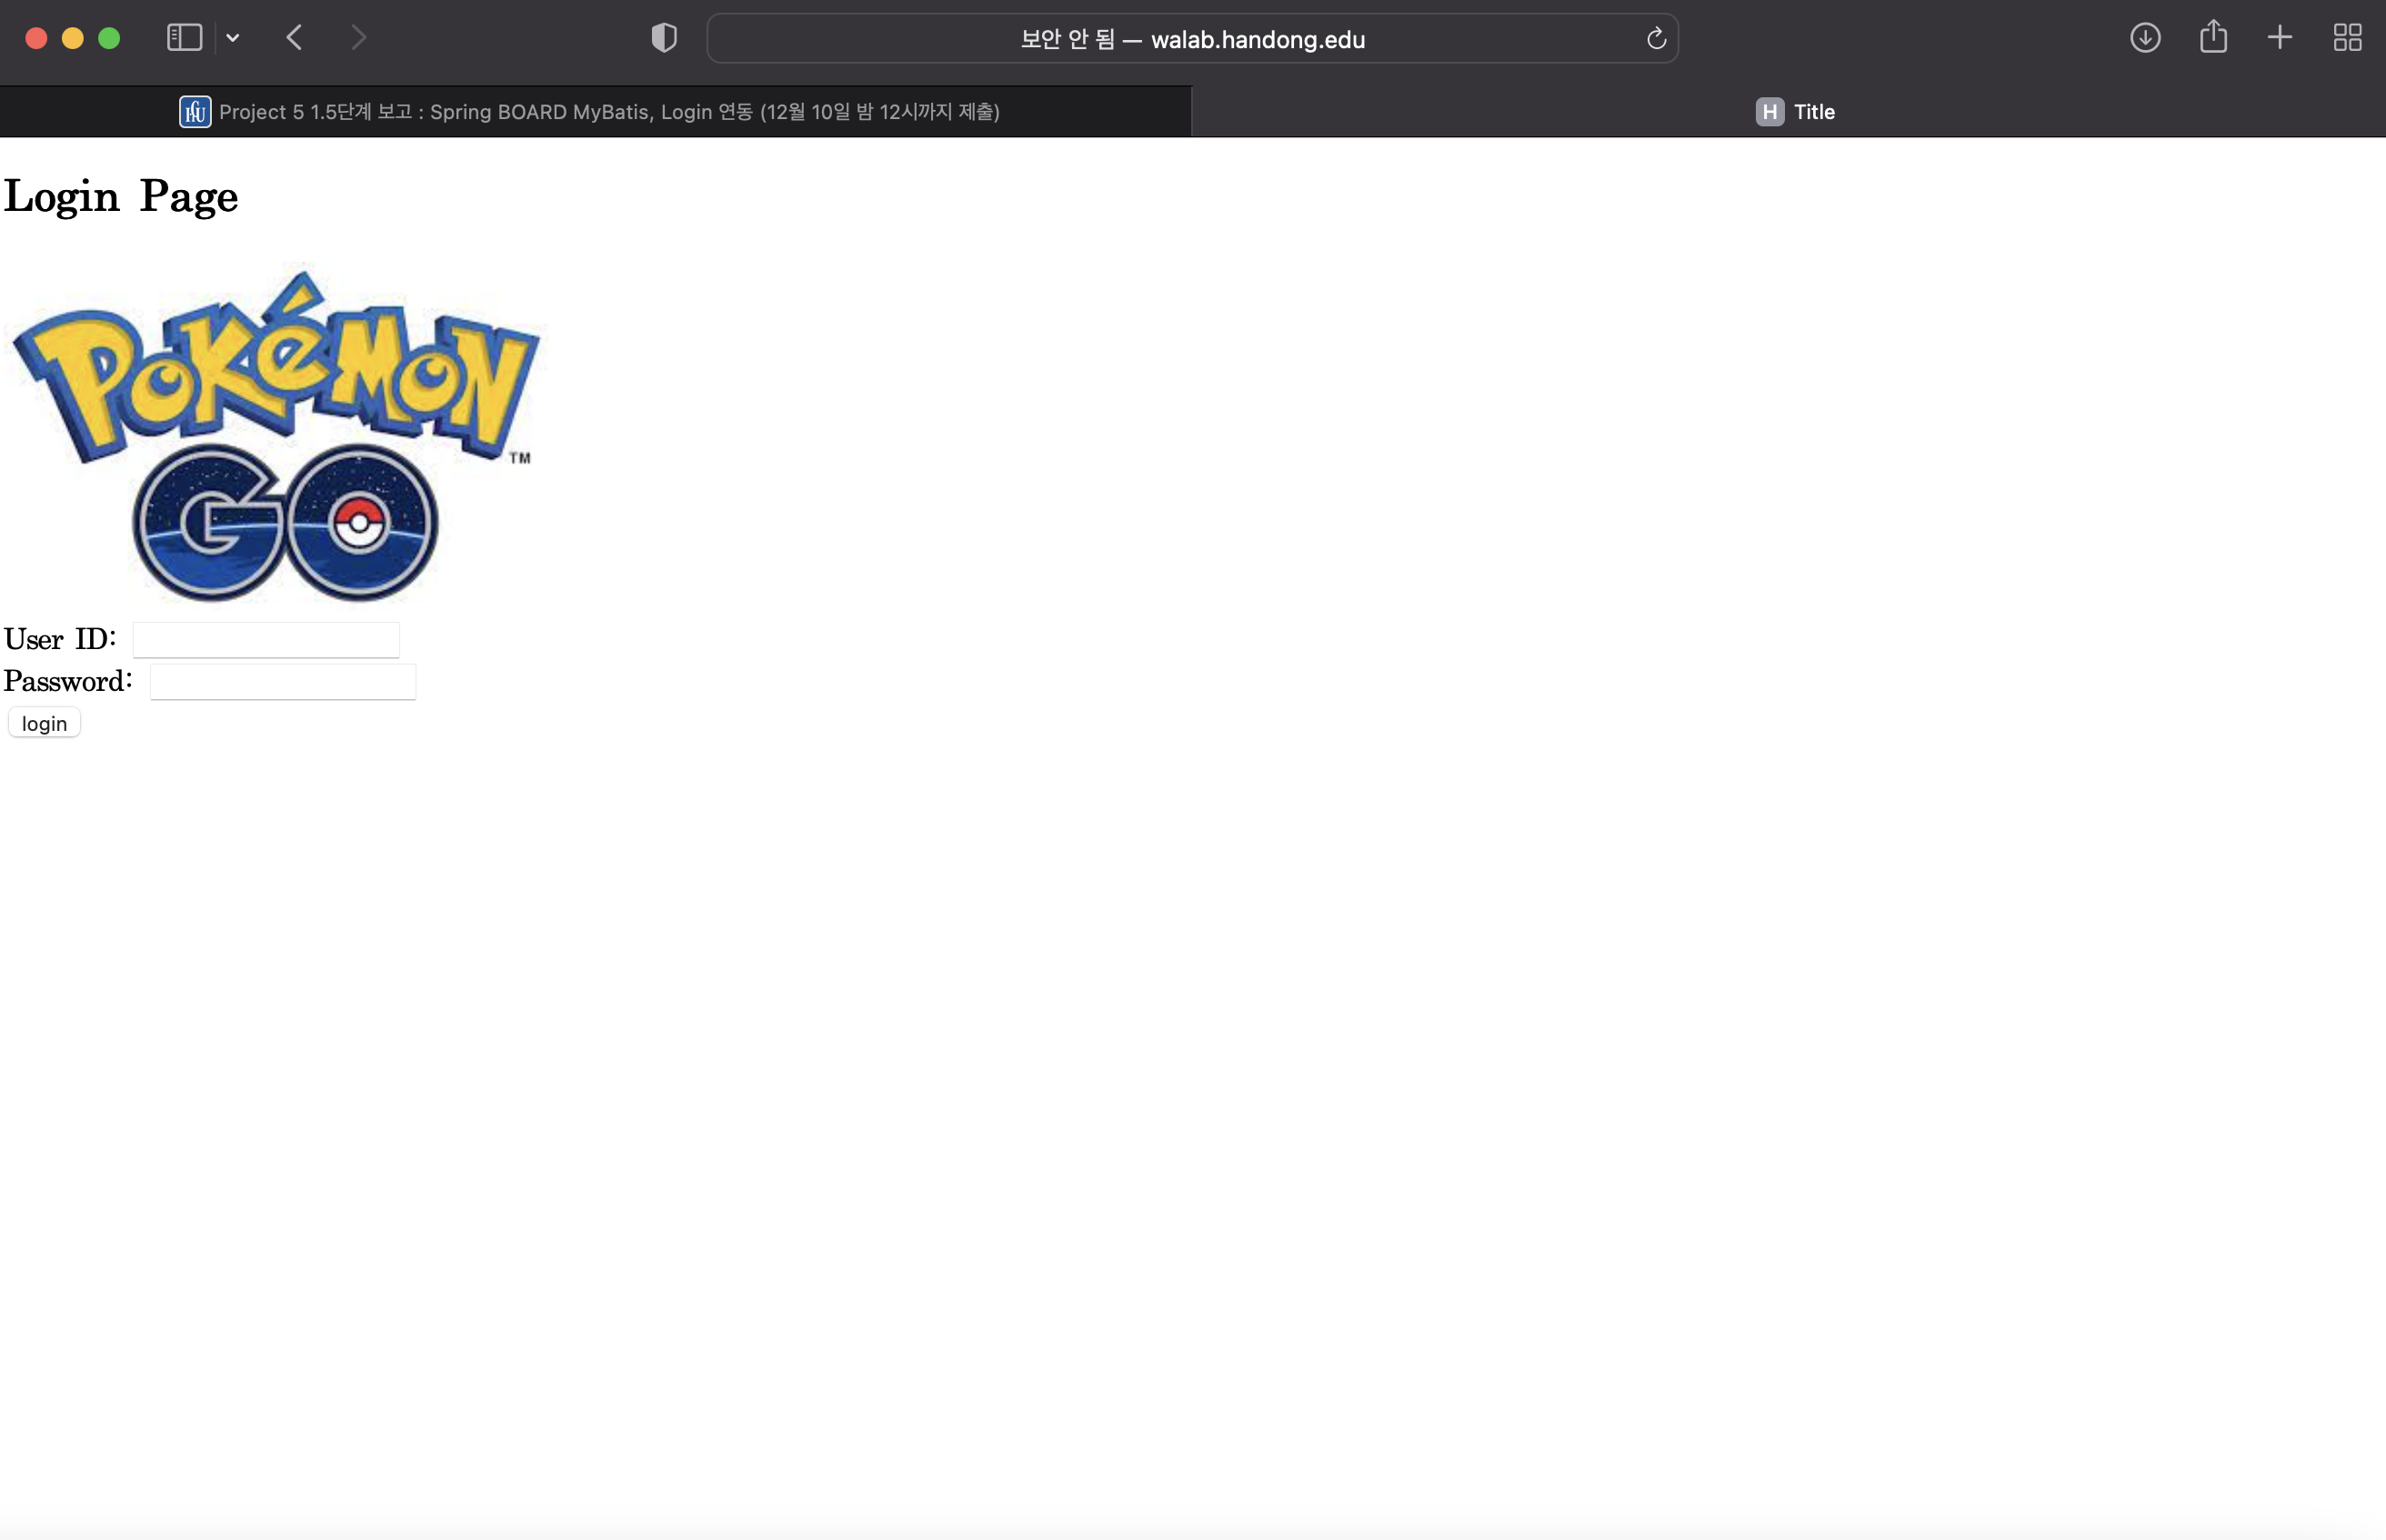 보안 안 됨 — walab.handong.edu
HGU Project 5 1.5단계 보고 : Spring BOARD MyBatis, Login 연동 (12월 10일 밤 12시까지 제출)
H Title
Login Page
POKéMON
TM
GO
User ID:
Password:
login